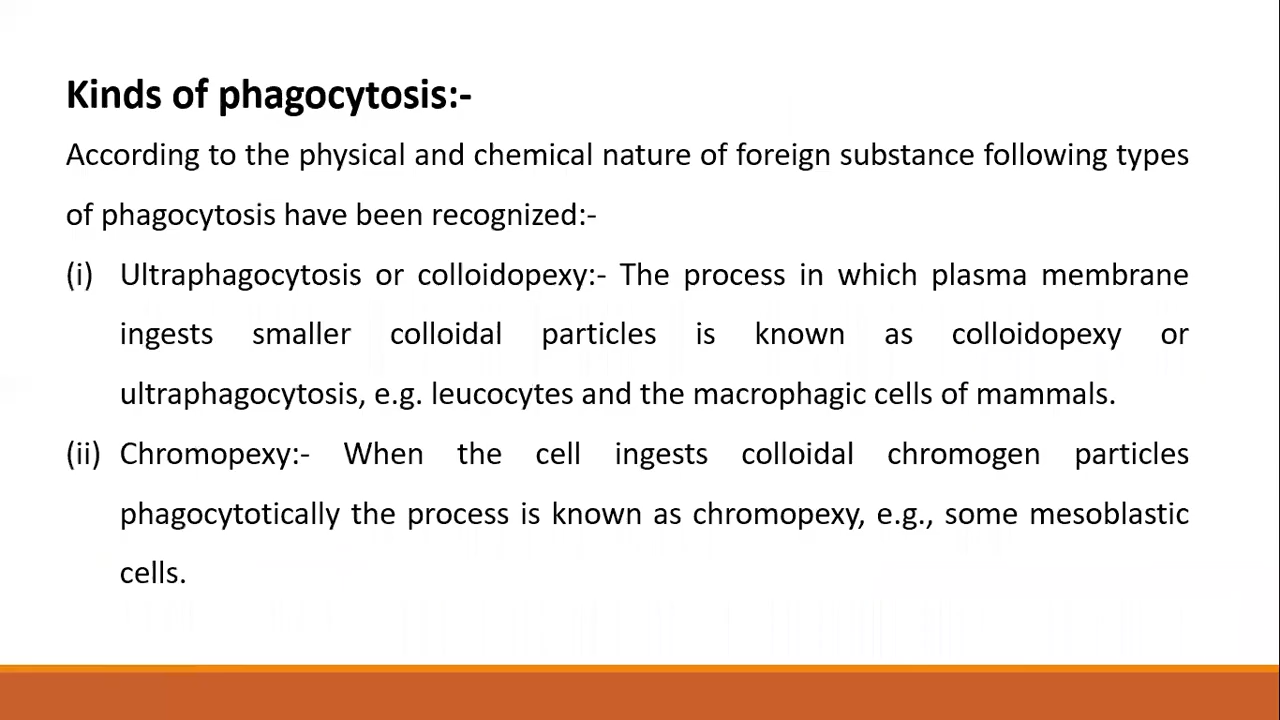 Kinds of phagocytosis:-
According to the physical and chemical nature of foreign substance following types
of phagocytosis have been recognized:-
(i) Ultraphagocytosis or colloidopexy:- The process in which plasma membrane
ingests smaller colloidal particles is known as colloidopexy or
ultraphagocytosis, e.g. leucocytes and the macrophagic cells of mammals.
(ii) Chromopexy:- When the cell ingests colloidal chromogen particles
phagocytotically the process is known as chromopexy, e.g., some mesoblastic
cells.